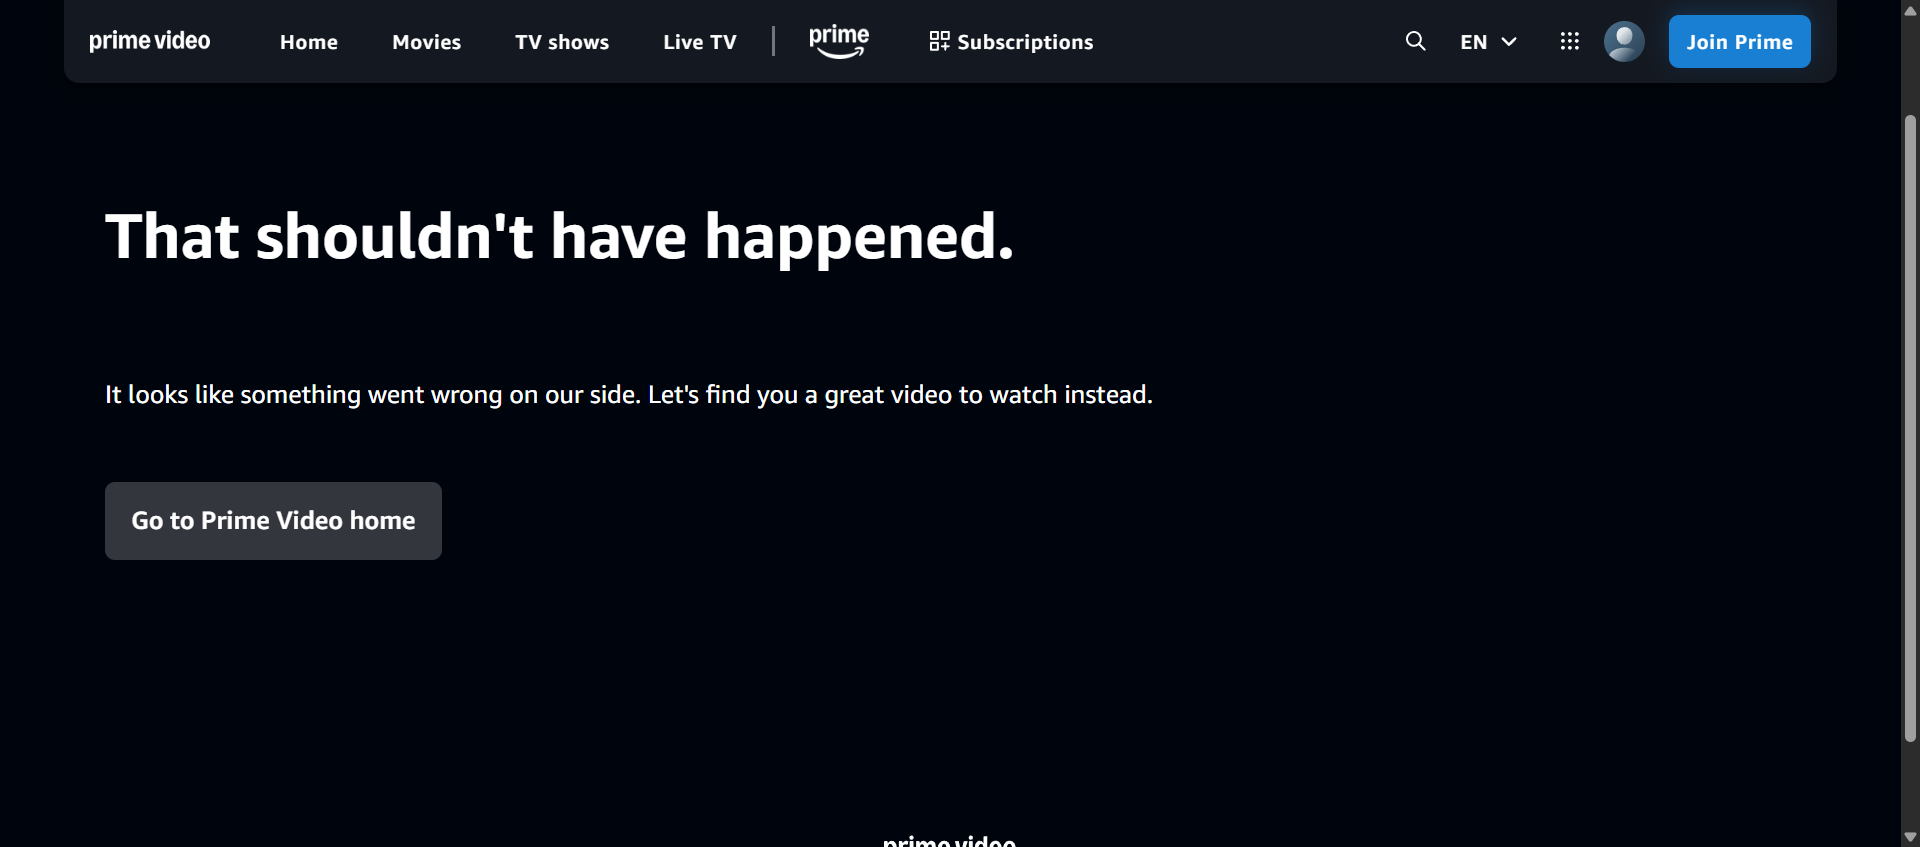 prime video
Home
Movies
TV shows
Live TV
prime
Subscriptions
EN
Join Prime
That shouldn't have happened.
It looks like something went wrong on our side. Let's find you a great video to watch instead.
Go to Prime Video home
prime video